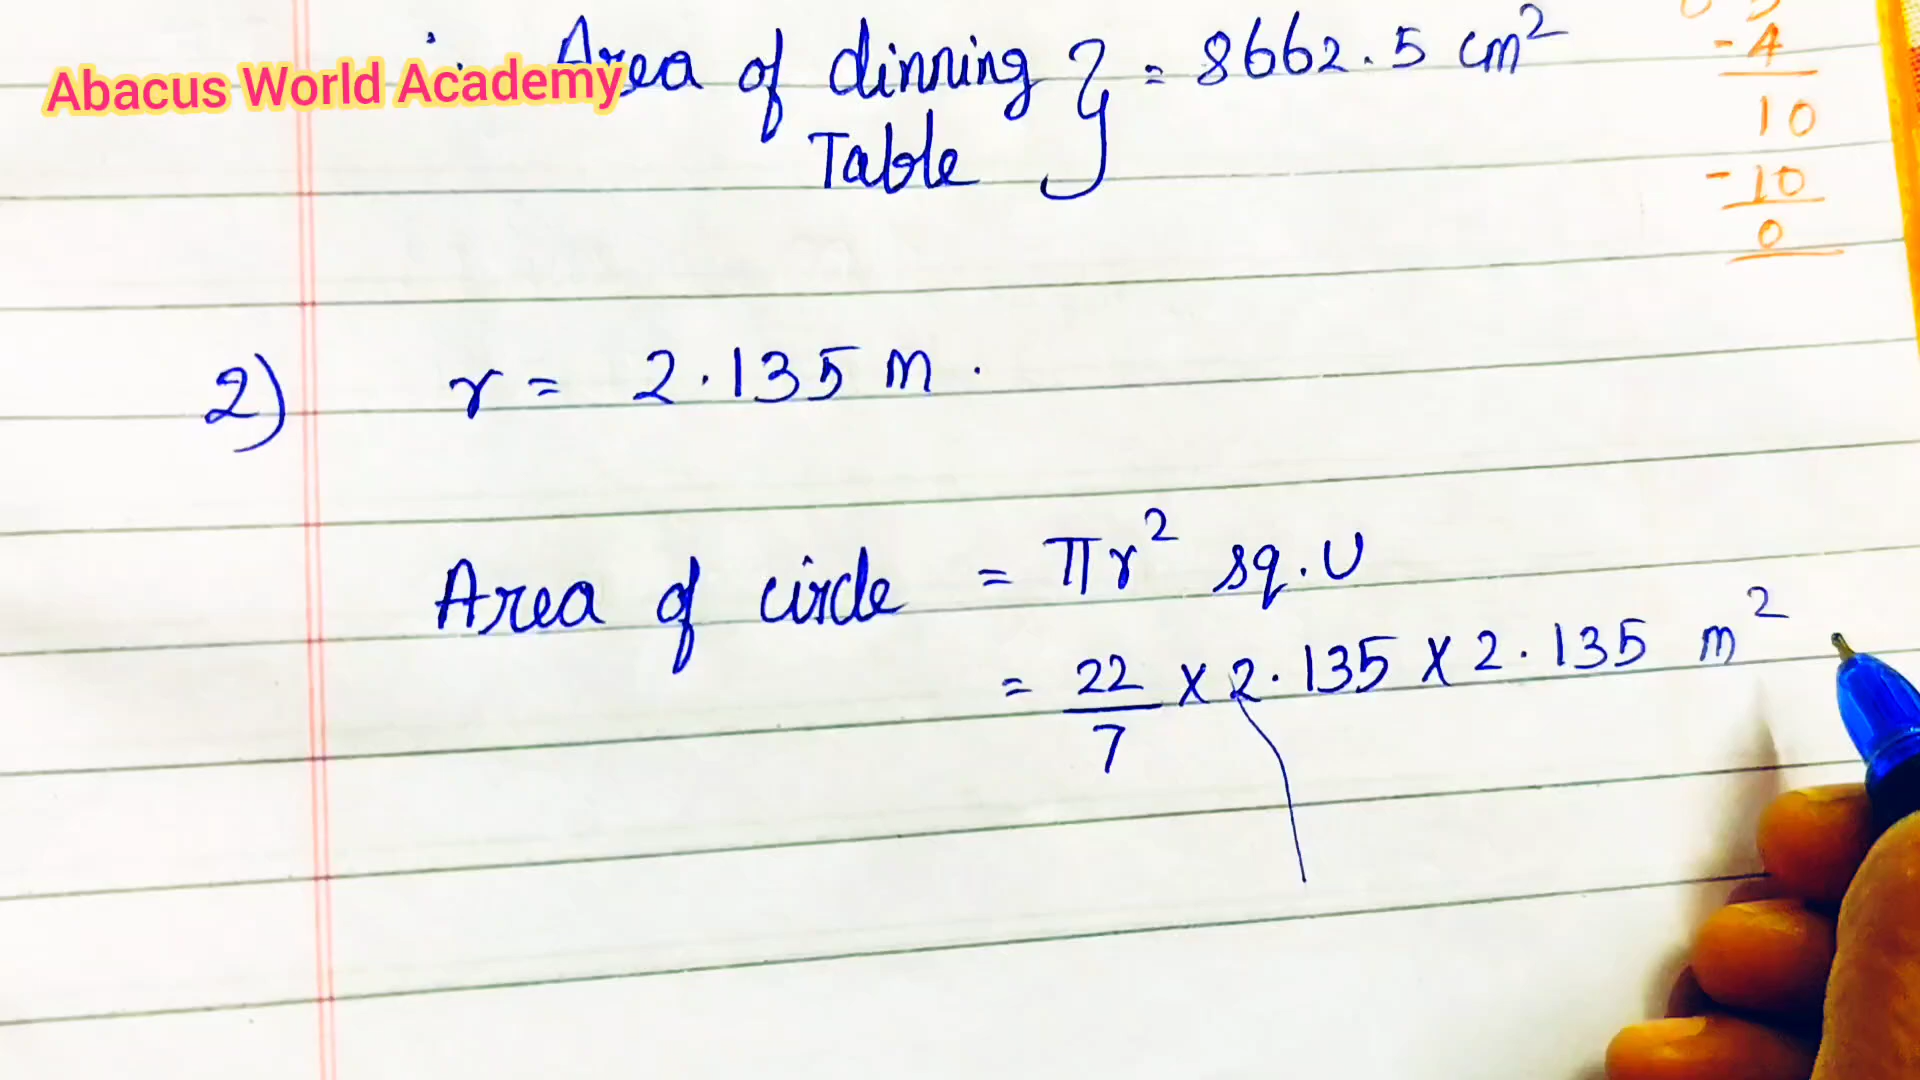 Abacus World Academy
∴ Area of dinning } = 8662.5 cm²
Table
- 4
10
- 10
0
2) r = 2.135 m.
Area of circle = πr² sq.U
= 22/7 × 2.135 × 2.135 m²